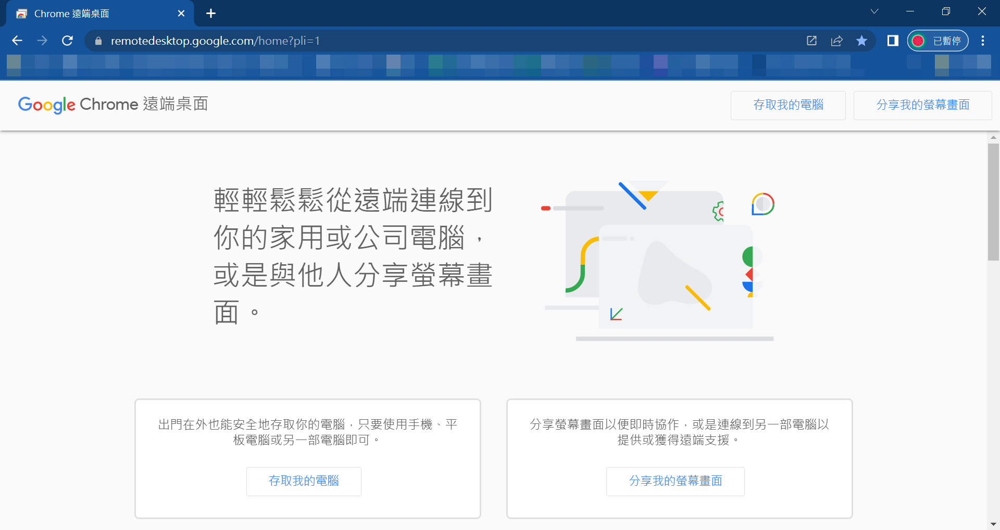 Chrome 遠端桌面
remotedesktop.google.com/home?pli=1
已暫停
Google Chrome 遠端桌面
存取我的電腦
分享我的螢幕畫面
輕輕鬆鬆從遠端連線到
你的家用或公司電腦，
或是與他人分享螢幕畫
面。
出門在外也能安全地存取你的電腦，只要使用手機、平
板電腦或另一部電腦即可。
存取我的電腦
分享螢幕畫面以便即時協作，或是連線到另一部電腦以
提供或獲得遠端支援。
分享我的螢幕畫面